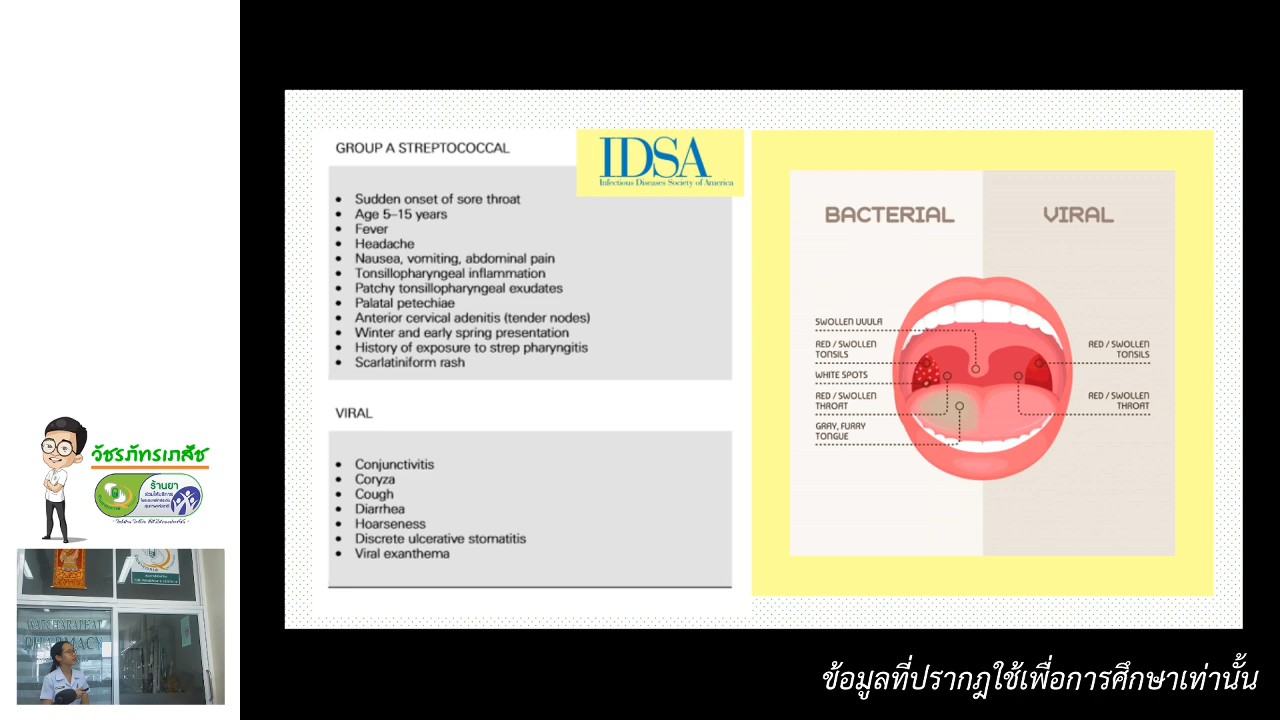 GROUP A STREPTOCOCCAL
IDSA
Infectious Diseases Society of America
• Sudden onset of sore throat
• Age 5–15 years
• Fever
• Headache
• Nausea, vomiting, abdominal pain
• Tonsillopharyngeal inflammation
• Patchy tonsillopharyngeal exudates
• Palatal petechiae
• Anterior cervical adenitis (tender nodes)
• Winter and early spring presentation
• History of exposure to strep pharyngitis
• Scarlatiniform rash
VIRAL
• Conjunctivitis
• Coryza
• Cough
• Diarrhea
• Hoarseness
• Discrete ulcerative stomatitis
• Viral exanthema
BACTERIAL
VIRAL
SWOLLEN UVULA
RED / SWOLLEN
TONSILS
WHITE SPOTS
RED / SWOLLEN
THROAT
GRAY, FURRY
TONGUE
RED / SWOLLEN
TONSILS
RED / SWOLLEN
THROAT
วัชรภัทรเภสัช
ร้านยา
PHARMACY
ข้อมูลที่ปรากฎใช้เพื่อการศึกษาเท่านั้น